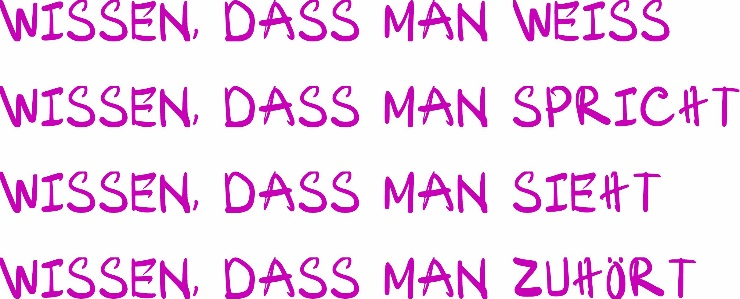 WISSEN, DASS MAN WEISS
WISSEN, DASS MAN SPRICHT
WISSEN, DASS MAN SIEHT
WISSEN, DASS MAN ZUHÖRT